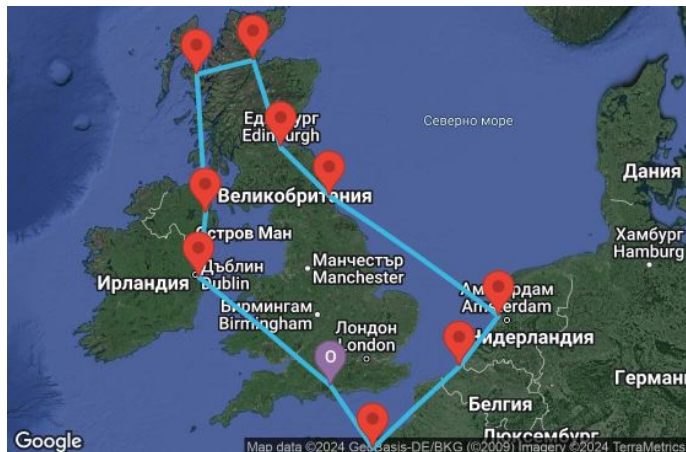 Единбург
Edinburgh
Северно море
Дания
Великобритания
Хамбург
Hamburg
Остров Ман
Дъблин
Dublin
Ирландия
Манчестър
Manchester
Амстердам
Amsterdam
Бирмингам
Birmingham
Лондон
London
Нидерландия
O
Герман
Белгия
Люксембург
Google
Map data ©2024 GeoBasis-DE/BKG (©2009) Imagery ©2024 TerraMetrics